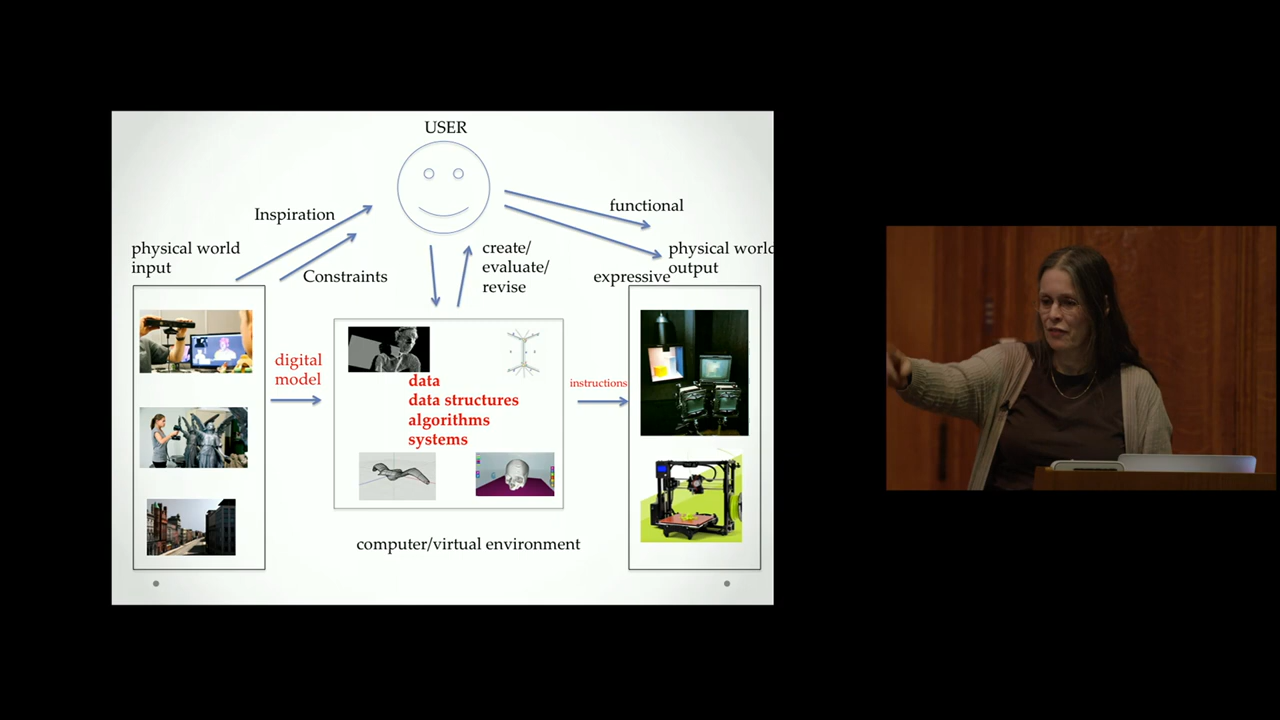 USER
Inspiration
functional
physical world
input
Constraints
create/
evaluate/
revise
expressive
physical world
output
digital
model
data
data structures
algorithms
systems
instructions
computer/virtual environment